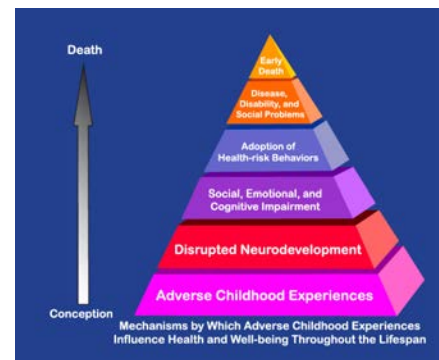 Death
Early
Death
Disease,
Disability, and
Social Problems
Adoption of
Health-risk Behaviors
Social, Emotional, and
Cognitive Impairment
Disrupted Neurodevelopment
Adverse Childhood Experiences
Conception
Mechanisms by Which Adverse Childhood Experiences
Influence Health and Well-being Throughout the Lifespan